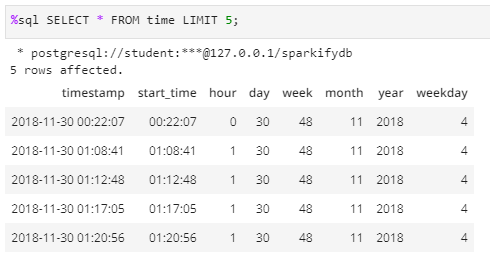 %sql SELECT * FROM time LIMIT 5;
* postgresql://student:***@127.0.0.1/sparkifydb
5 rows affected.
timestamp start_time hour day week month year weekday
2018-11-30 00:22:07 00:22:07 0 30 48 11 2018 4
2018-11-30 01:08:41 01:08:41 1 30 48 11 2018 4
2018-11-30 01:12:48 01:12:48 1 30 48 11 2018 4
2018-11-30 01:17:05 01:17:05 1 30 48 11 2018 4
2018-11-30 01:20:56 01:20:56 1 30 48 11 2018 4